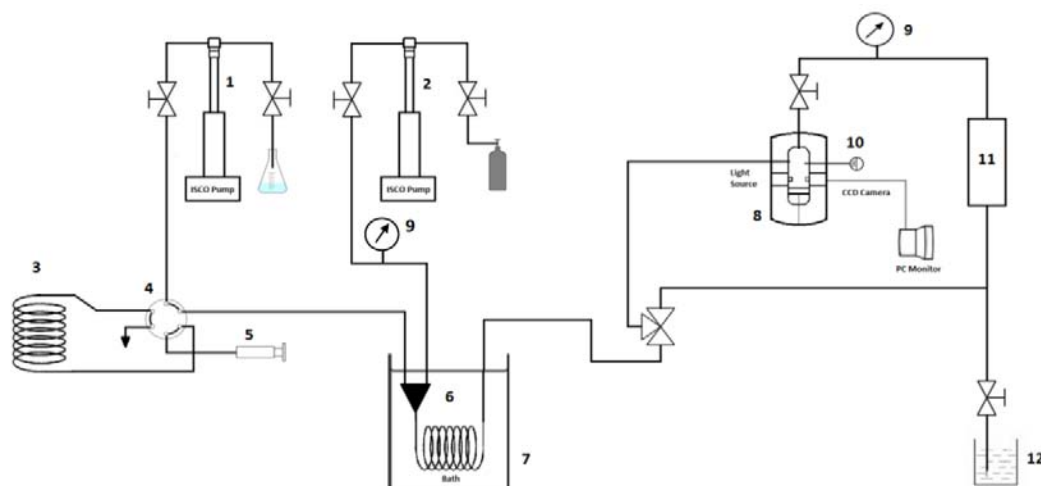 1
2
9
ISCO Pump
ISCO Pump
9
10
Light
Source
CCD Camera
11
8
PC Monitor
3
4
5
6
7
Bath
12